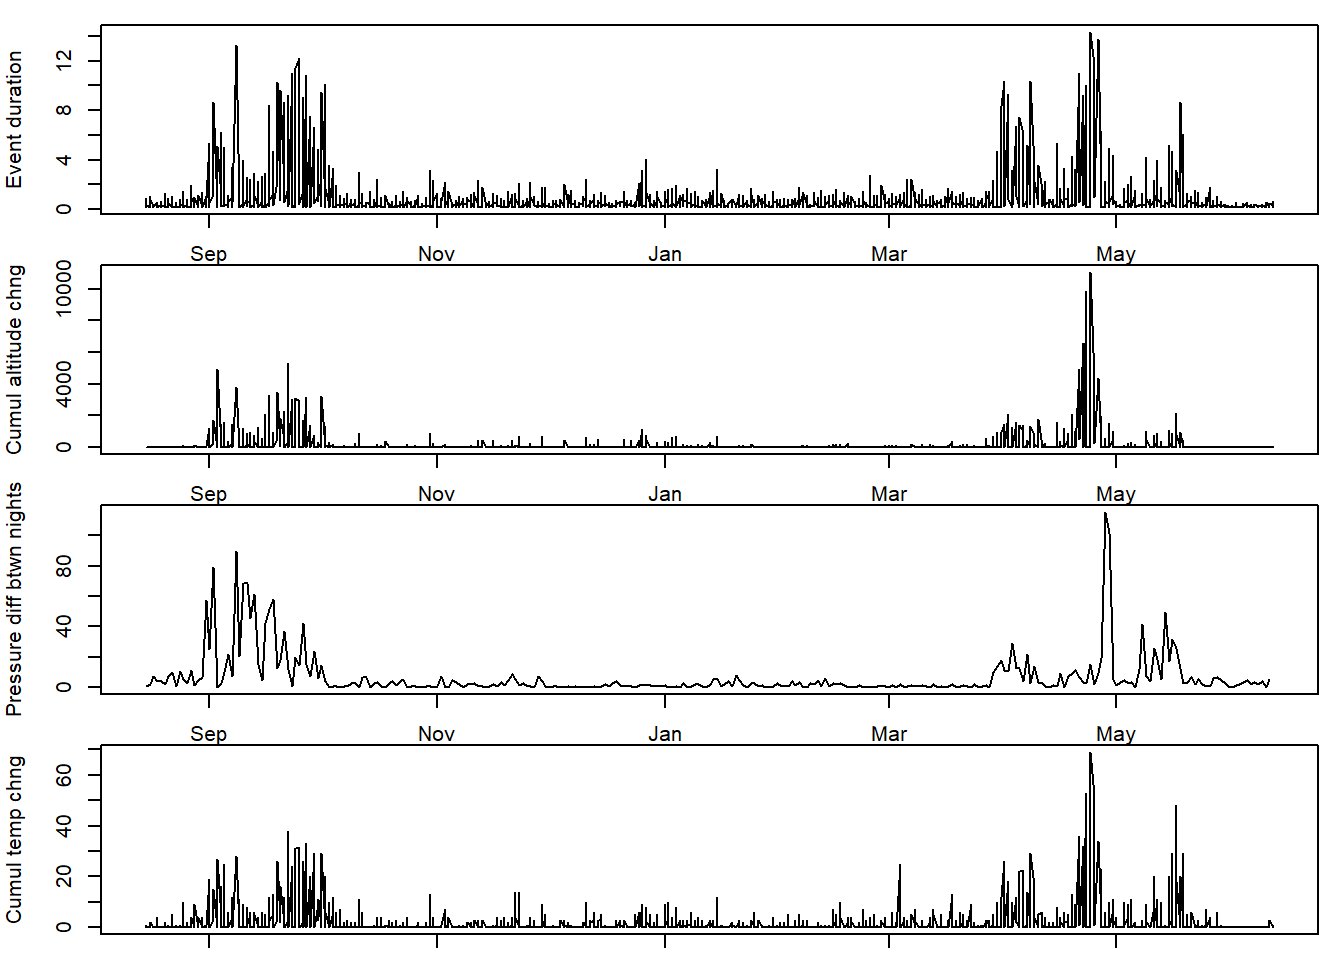 Event duration
12
8
4
0
Sep Nov Jan Mar May
Cumul altitude chng
10000
4000
0
Sep Nov Jan Mar May
Pressure diff btwn nights
80
40
0
Sep Nov Jan Mar May
Cumul temp chng
60
40
20
0